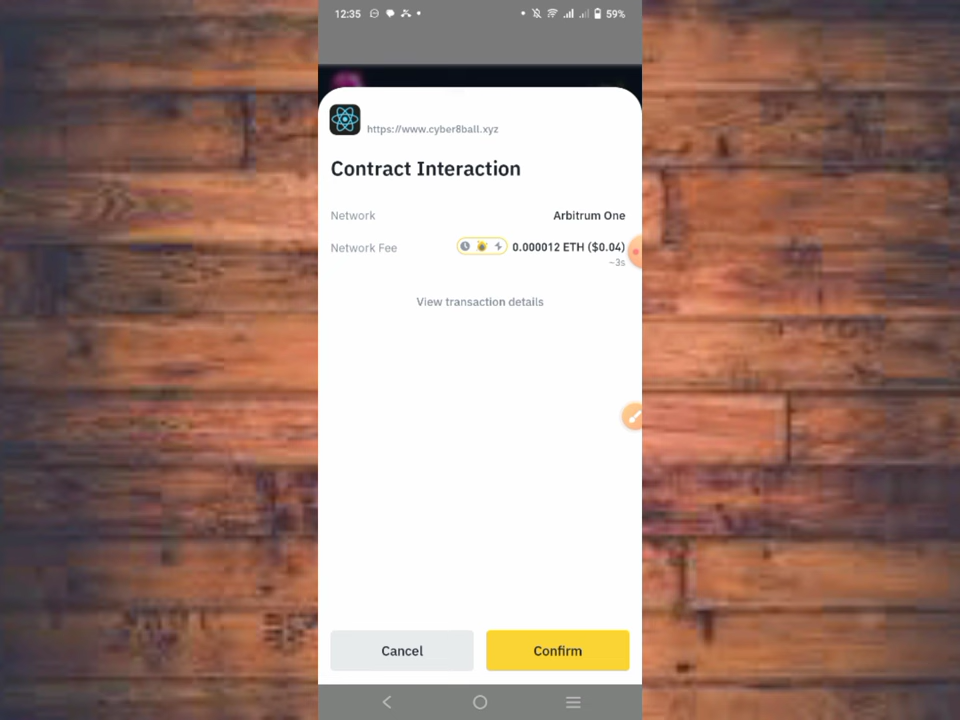 12:35
59%
https://www.cyber8ball.xyz
Contract Interaction
Network Arbitrum One
Network Fee 0.000012 ETH ($0.04)
~3s
View transaction details
Cancel Confirm